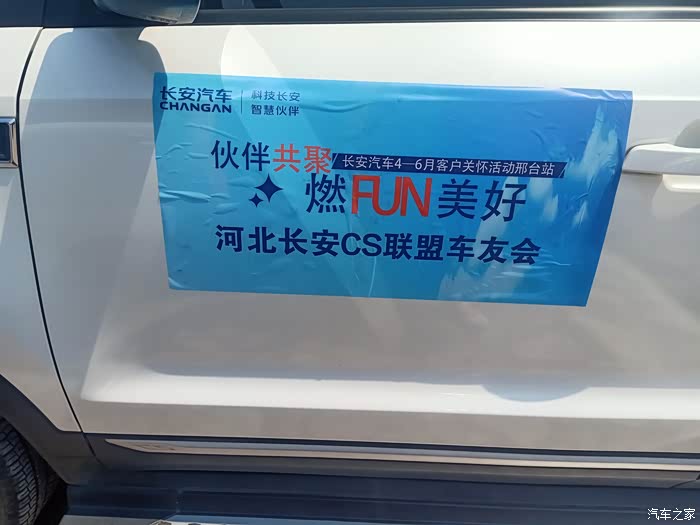 长安汽车 科技长安
CHANGAN 智慧伙伴
伙伴共聚 长安汽车4—6月客户关怀活动邢台站
燃FUN美好
河北长安CS联盟车友会
汽车之家